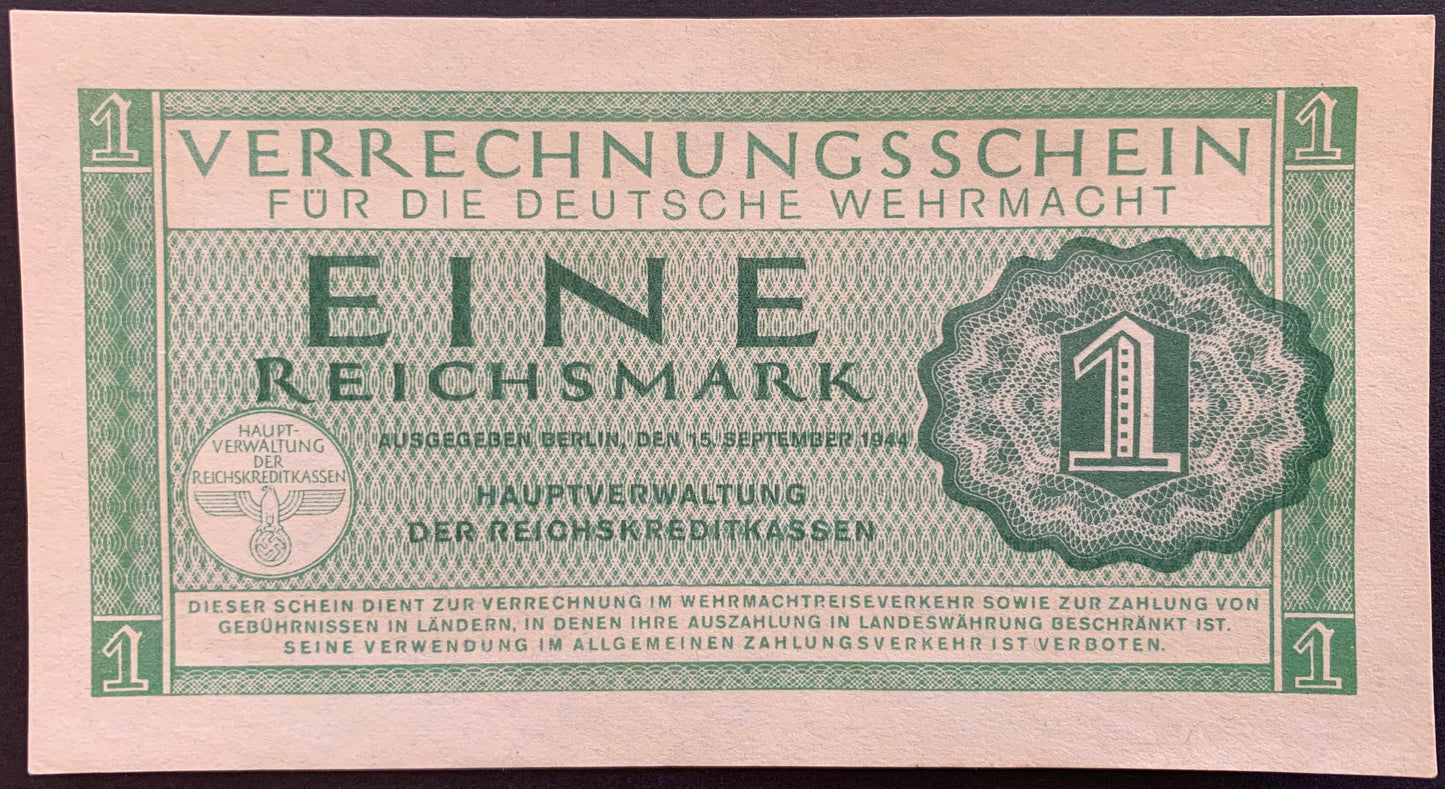 1
1
VERRECHNUNGSSCHEIN
FÜR DIE DEUTSCHE WEHRMACHT
EINE
REICHSMARK
1
AUSGEGEBEN BERLIN, DEN 15. SEPTEMBER 1944
HAUPT-
VERWALTUNG
DER
REICHSKREDITKASSEN
HAUPTVERWALTUNG
DER REICHSKREDITKASSEN
DIESER SCHEIN DIENT ZUR VERRECHNUNG IM WEHRMACHTREISEVERKEHR SOWIE ZUR ZAHLUNG VON
GEBÜHRNISSEN IN LÄNDERN, IN DENEN IHRE AUSZAHLUNG IN LANDESWÄHRUNG BESCHRÄNKT IST.
SEINE VERWENDUNG IM ALLGEMEINEN ZAHLUNGSVERKEHR IST VERBOTEN.
1
1